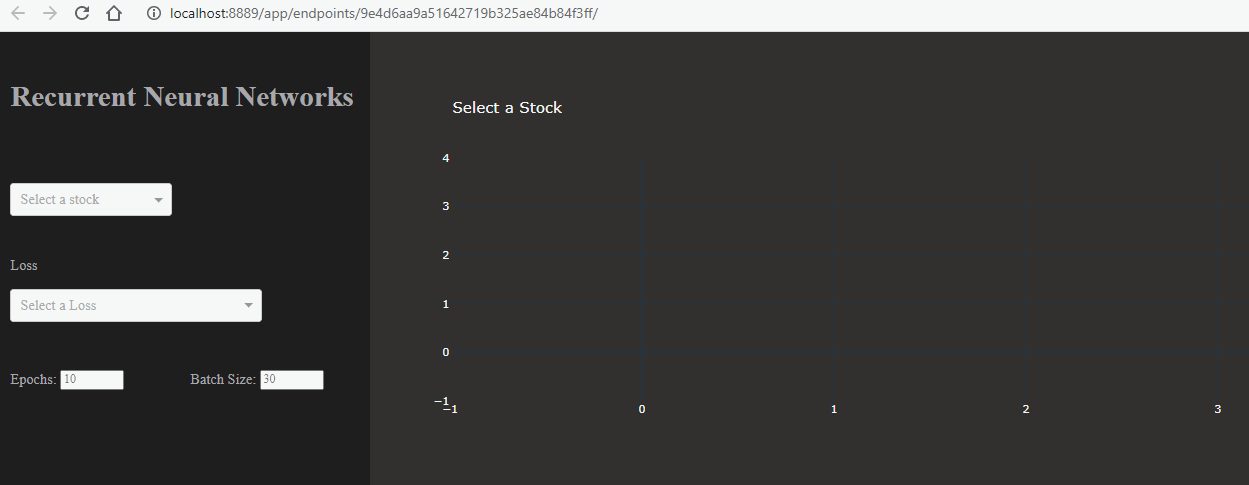 localhost:8889/app/endpoints/9e4d6aa9a51642719b325ae84b84f3ff/
Recurrent Neural Networks
Select a stock
Loss
Select a Loss
Epochs: 10 Batch Size: 30
Select a Stock
4
3
2
1
0
−1
−1 0 1 2 3